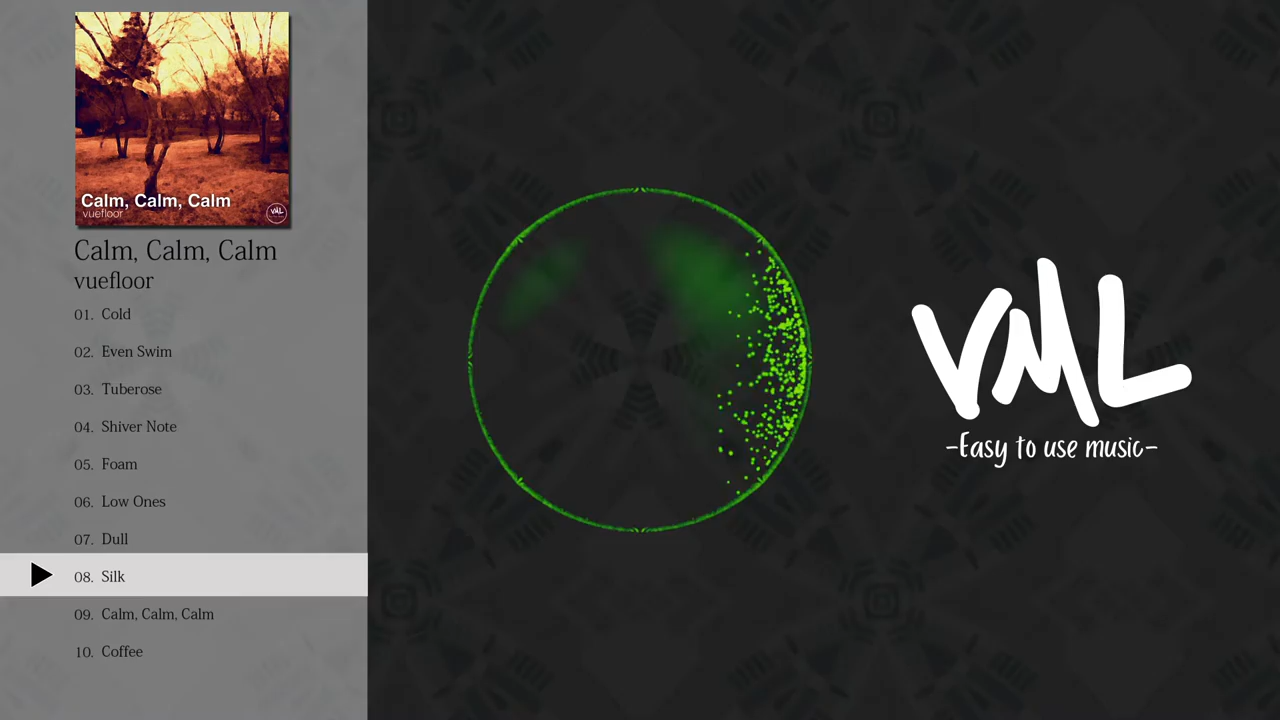 Calm, Calm, Calm
vuefloor
VML
Calm, Calm, Calm
vuefloor
01. Cold
02. Even Swim
03. Tuberose
04. Shiver Note
05. Foam
06. Low Ones
07. Dull
08. Silk
09. Calm, Calm, Calm
10. Coffee
VML
-Easy to use music-